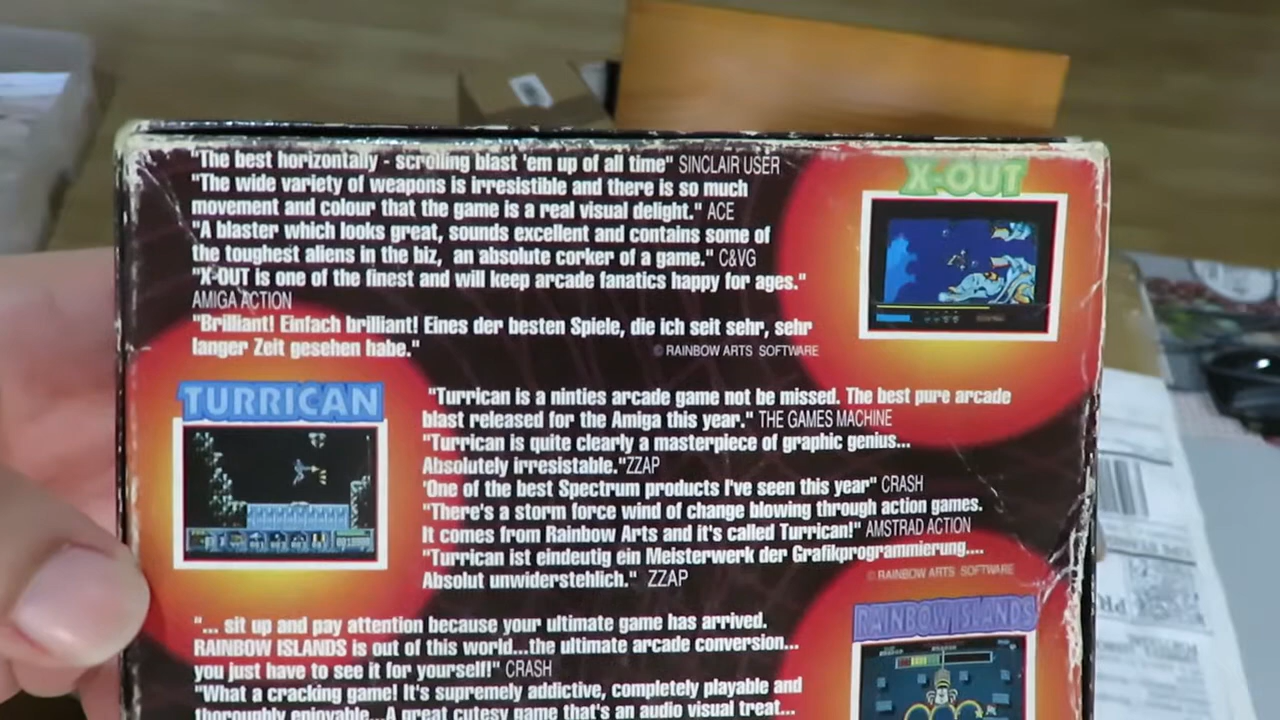 "The best horizontally - scrolling blast 'em up of all time" SINCLAIR USER
"The wide variety of weapons is irresistible and there is so much
movement and colour that the game is a real visual delight." ACE
"A blaster which looks great, sounds excellent and contains some of
the toughest aliens in the biz, an absolute corker of a game." C&VG
"X-OUT is one of the finest and will keep arcade fanatics happy for ages."
AMIGA ACTION
"Brilliant! Einfach brilliant! Eines der besten Spiele, die ich seit sehr, sehr
langer Zeit gesehen habe."
© RAINBOW ARTS SOFTWARE
X-OUT
TURRICAN
"Turrican is a ninties arcade game not be missed. The best pure arcade
blast released for the Amiga this year." THE GAMES MACHINE
"Turrican is quite clearly a masterpiece of graphic genius...
Absolutely irresistable."ZZAP
'One of the best Spectrum products I've seen this year" CRASH
"There's a storm force wind of change blowing through action games.
It comes from Rainbow Arts and it's called Turrican!" AMSTRAD ACTION
"Turrican ist eindeutig ein Meisterwerk der Grafikprogrammierung....
Absolut unwiderstehlich." ZZAP
© RAINBOW ARTS SOFTWARE
RAINBOW ISLANDS
"... sit up and pay attention because your ultimate game has arrived.
RAINBOW ISLANDS is out of this world...the ultimate arcade conversion...
you just have to see it for yourself!" CRASH
"What a cracking game! It's supremely addictive, completely playable and
thoroughly enjoyable...A great cutesy game that's an audio visual treat...